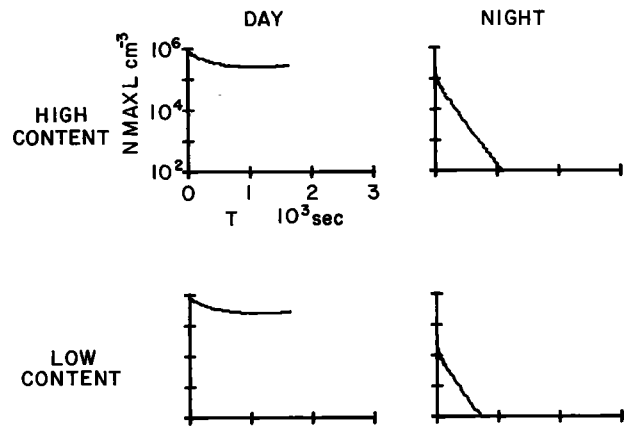 DAY
NIGHT
HIGH
CONTENT
NMAXL cm⁻³
10⁶
10⁴
10²
0 1 2 3
T 10³sec
LOW
CONTENT